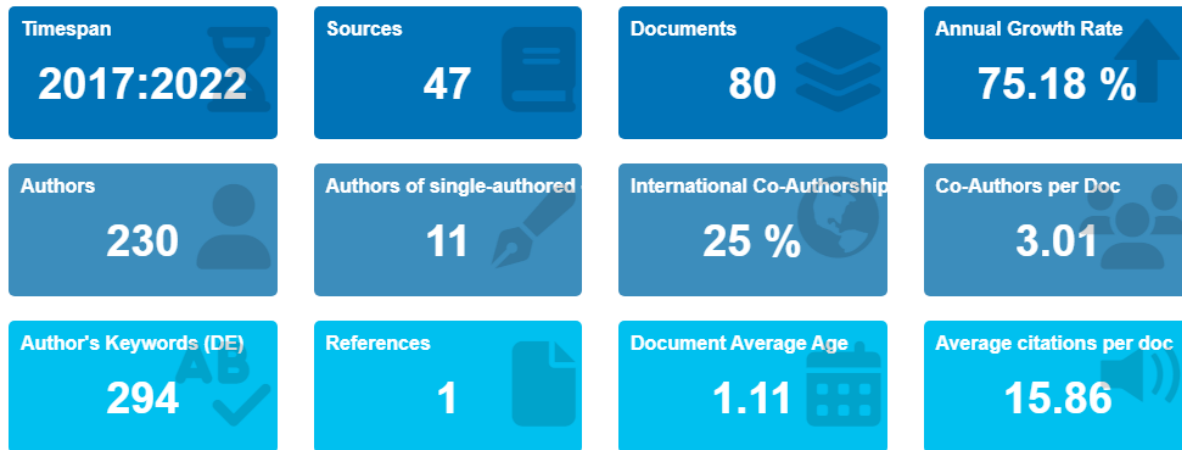 Timespan
2017:2022
Sources
47
Documents
80
Annual Growth Rate
75.18 %
Authors
230
Authors of single-authored
11
International Co-Authorship
25 %
Co-Authors per Doc
3.01
Author's Keywords (DE)
AB
294
References
1
Document Average Age
1.11
Average citations per doc
15.86